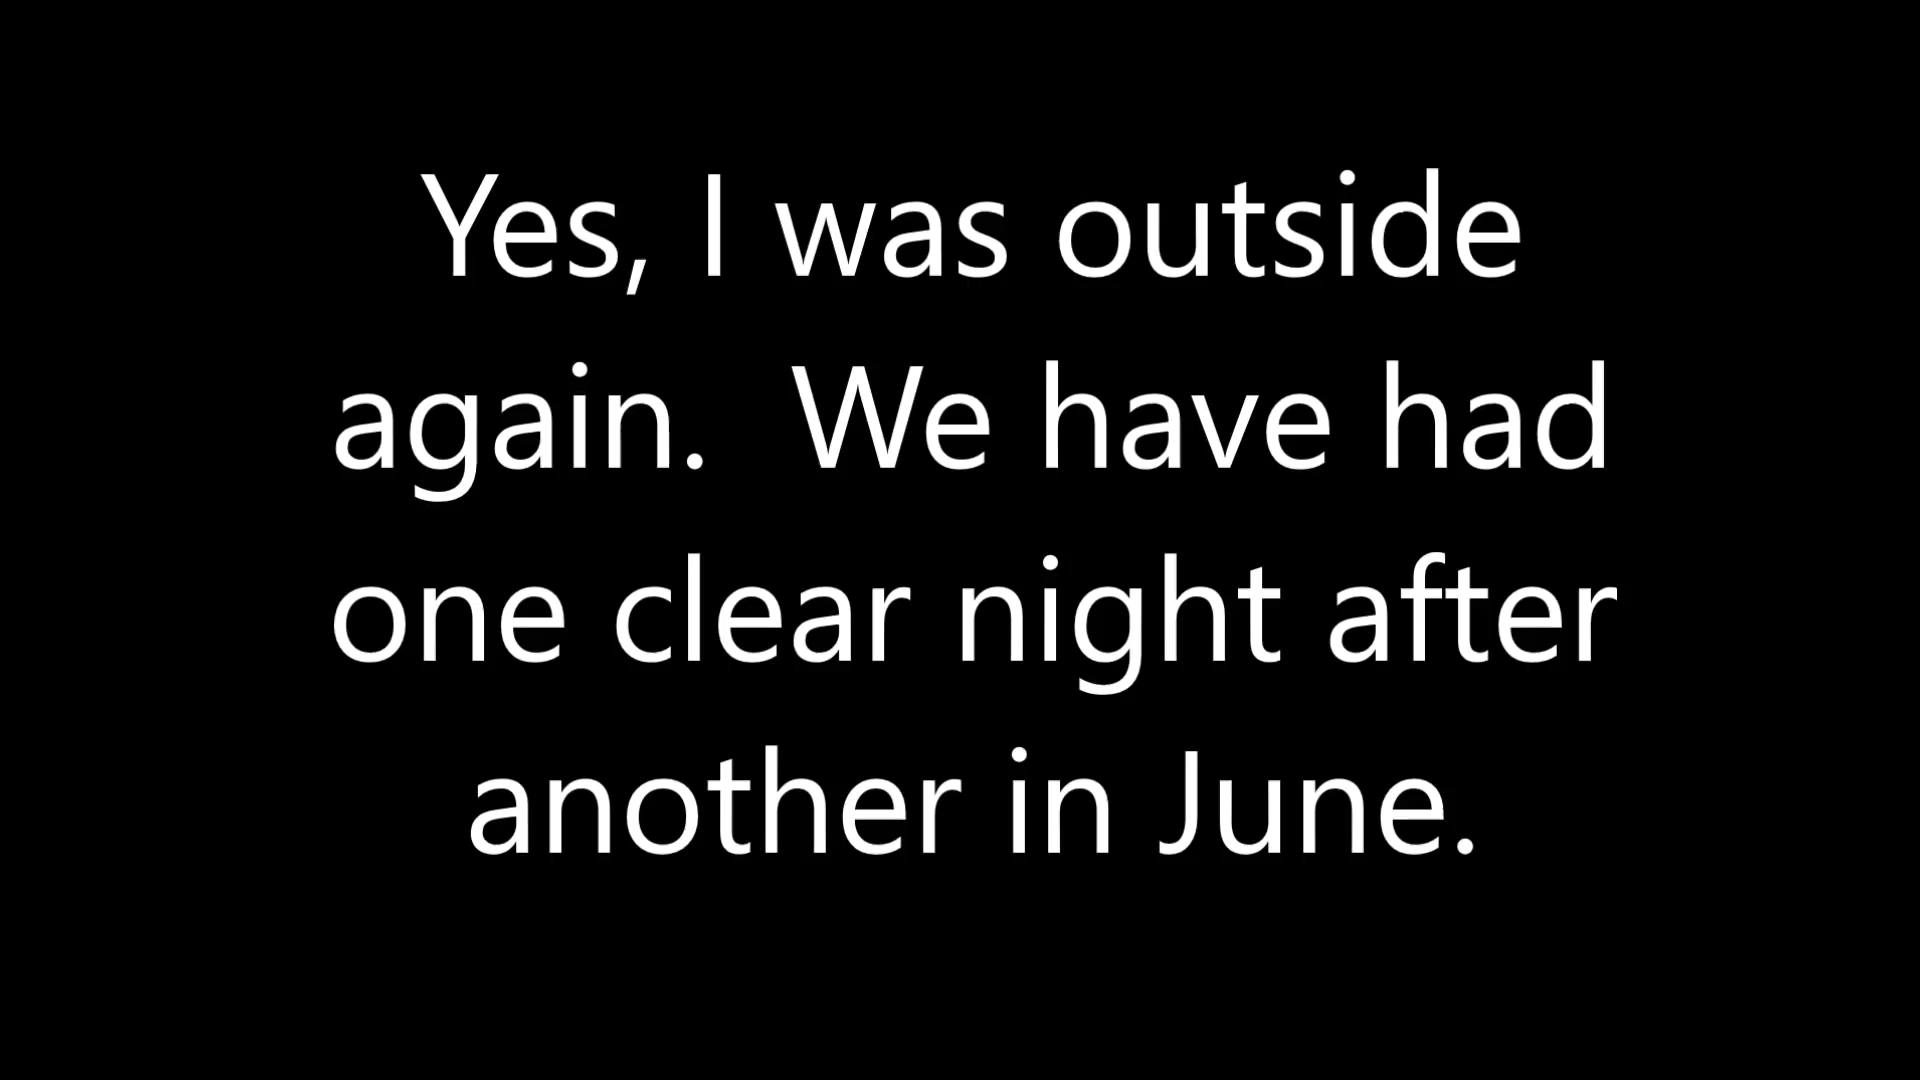 Yes, I was outside
again.  We have had
one clear night after
another in June.